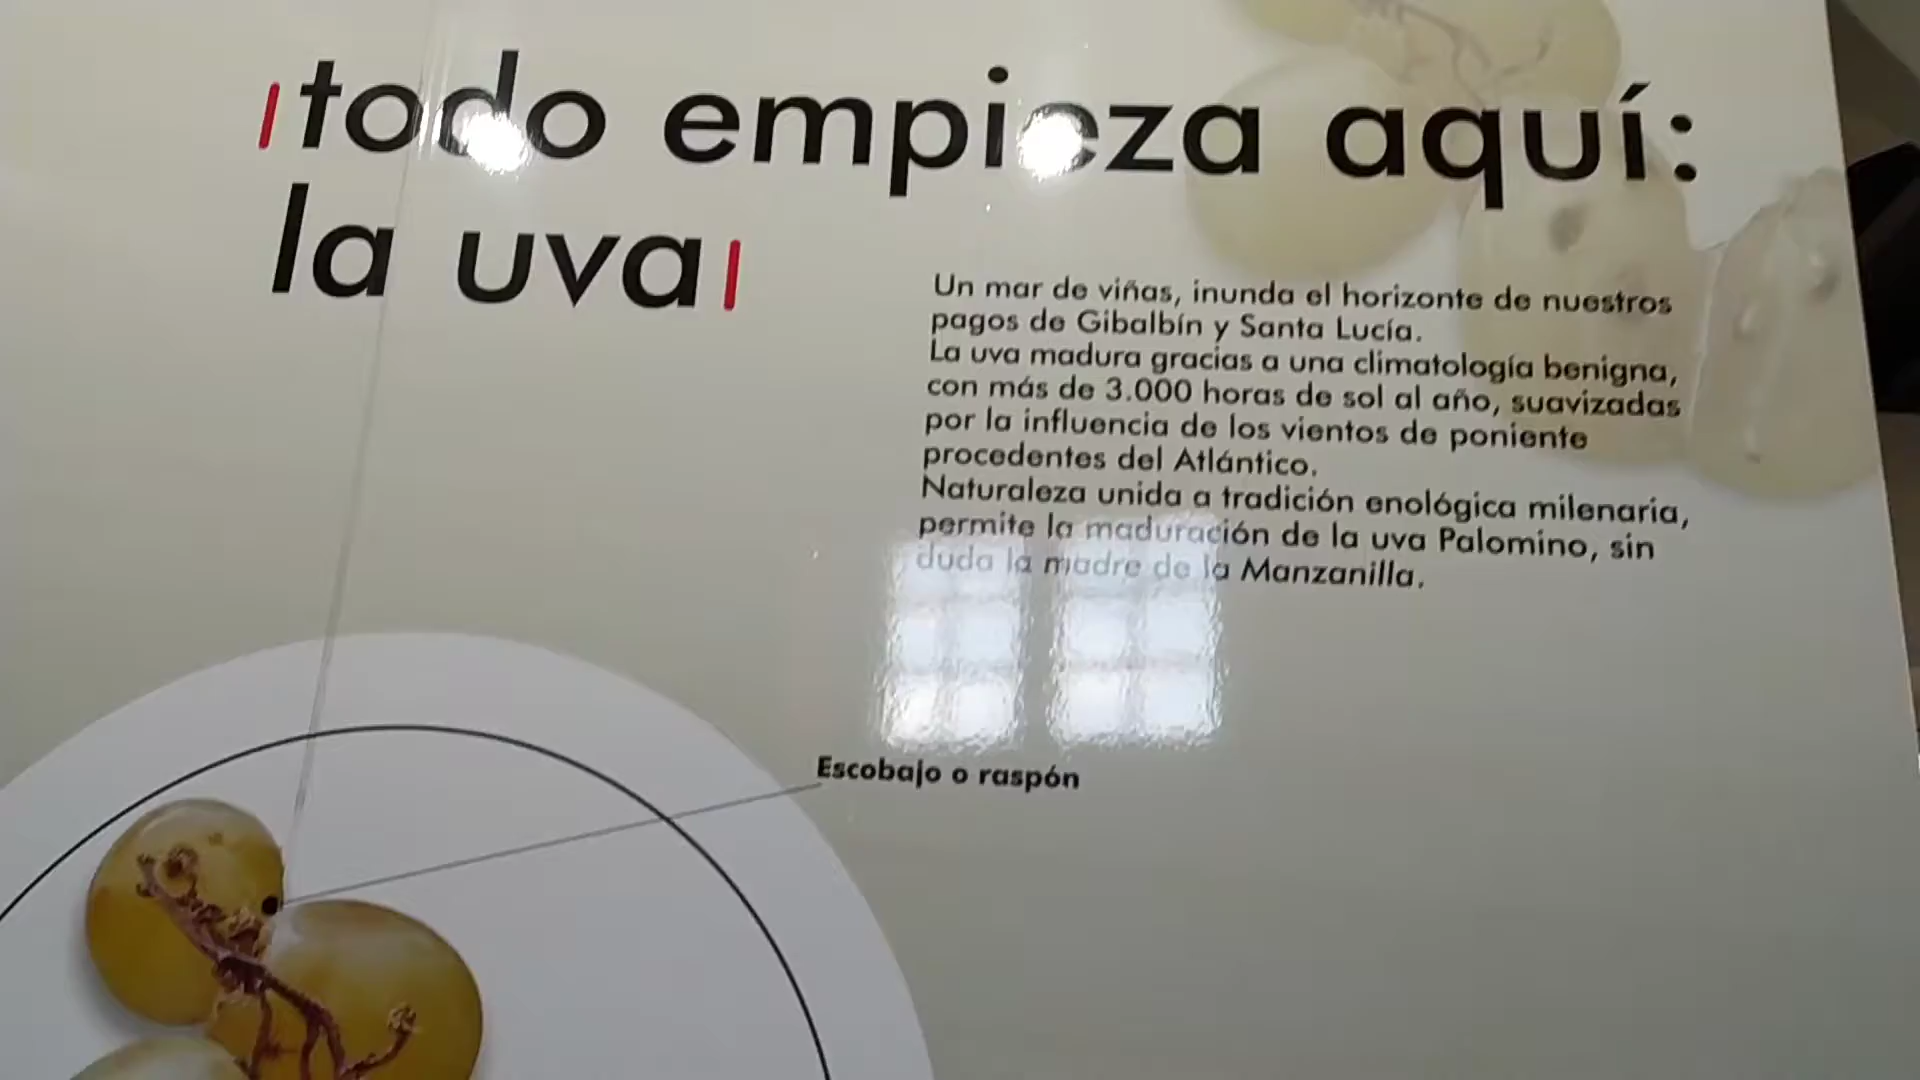 todo empieza aquí:
la uva
Un mar de viñas, inunda el horizonte de nuestros
pagos de Gibalbín y Santa Lucía.
La uva madura gracias a una climatología benigna,
con más de 3.000 horas de sol al año, suavizadas
por la influencia de los vientos de poniente
procedentes del Atlántico.
Naturaleza unida a tradición enológica milenaria,
permite la maduración de la uva Palomino, sin
duda la madre de la Manzanilla.
Escobajo o raspón